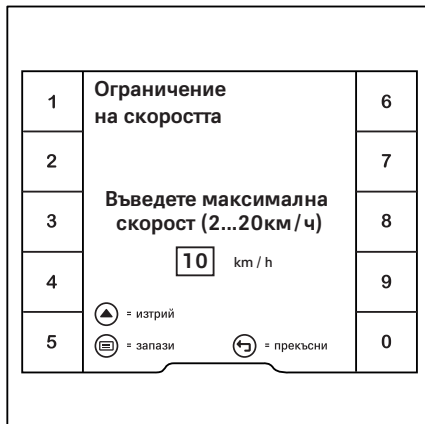 Ограничение
на скоростта
1
6
2
7
Въведете максимална
3
скорост (2...20км/ч)
8
10 km / h
4
9
= изтрий
5
= запази
= прекъсни
0